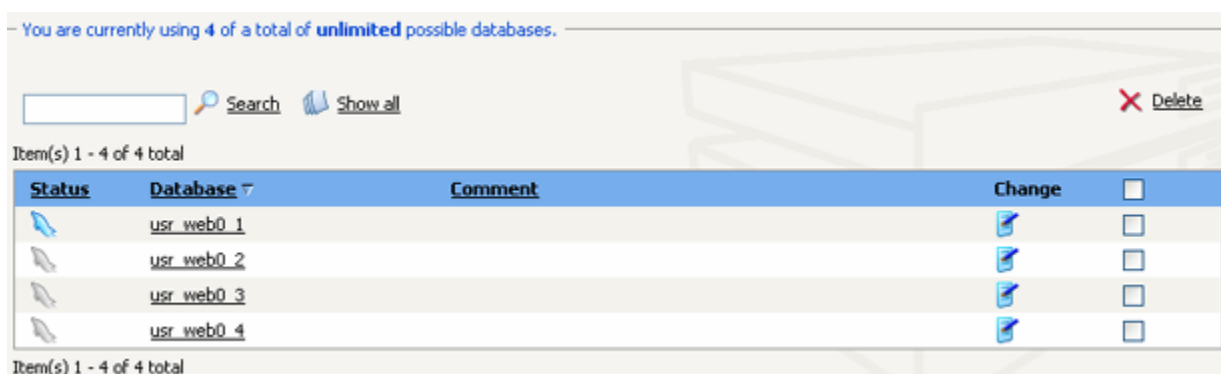 You are currently using 4 of a total of unlimited possible databases.
Search Show all Delete
Item(s) 1 - 4 of 4 total
Status Database Comment Change
usr_web0_1
usr_web0_2
usr_web0_3
usr_web0_4
Item(s) 1 - 4 of 4 total